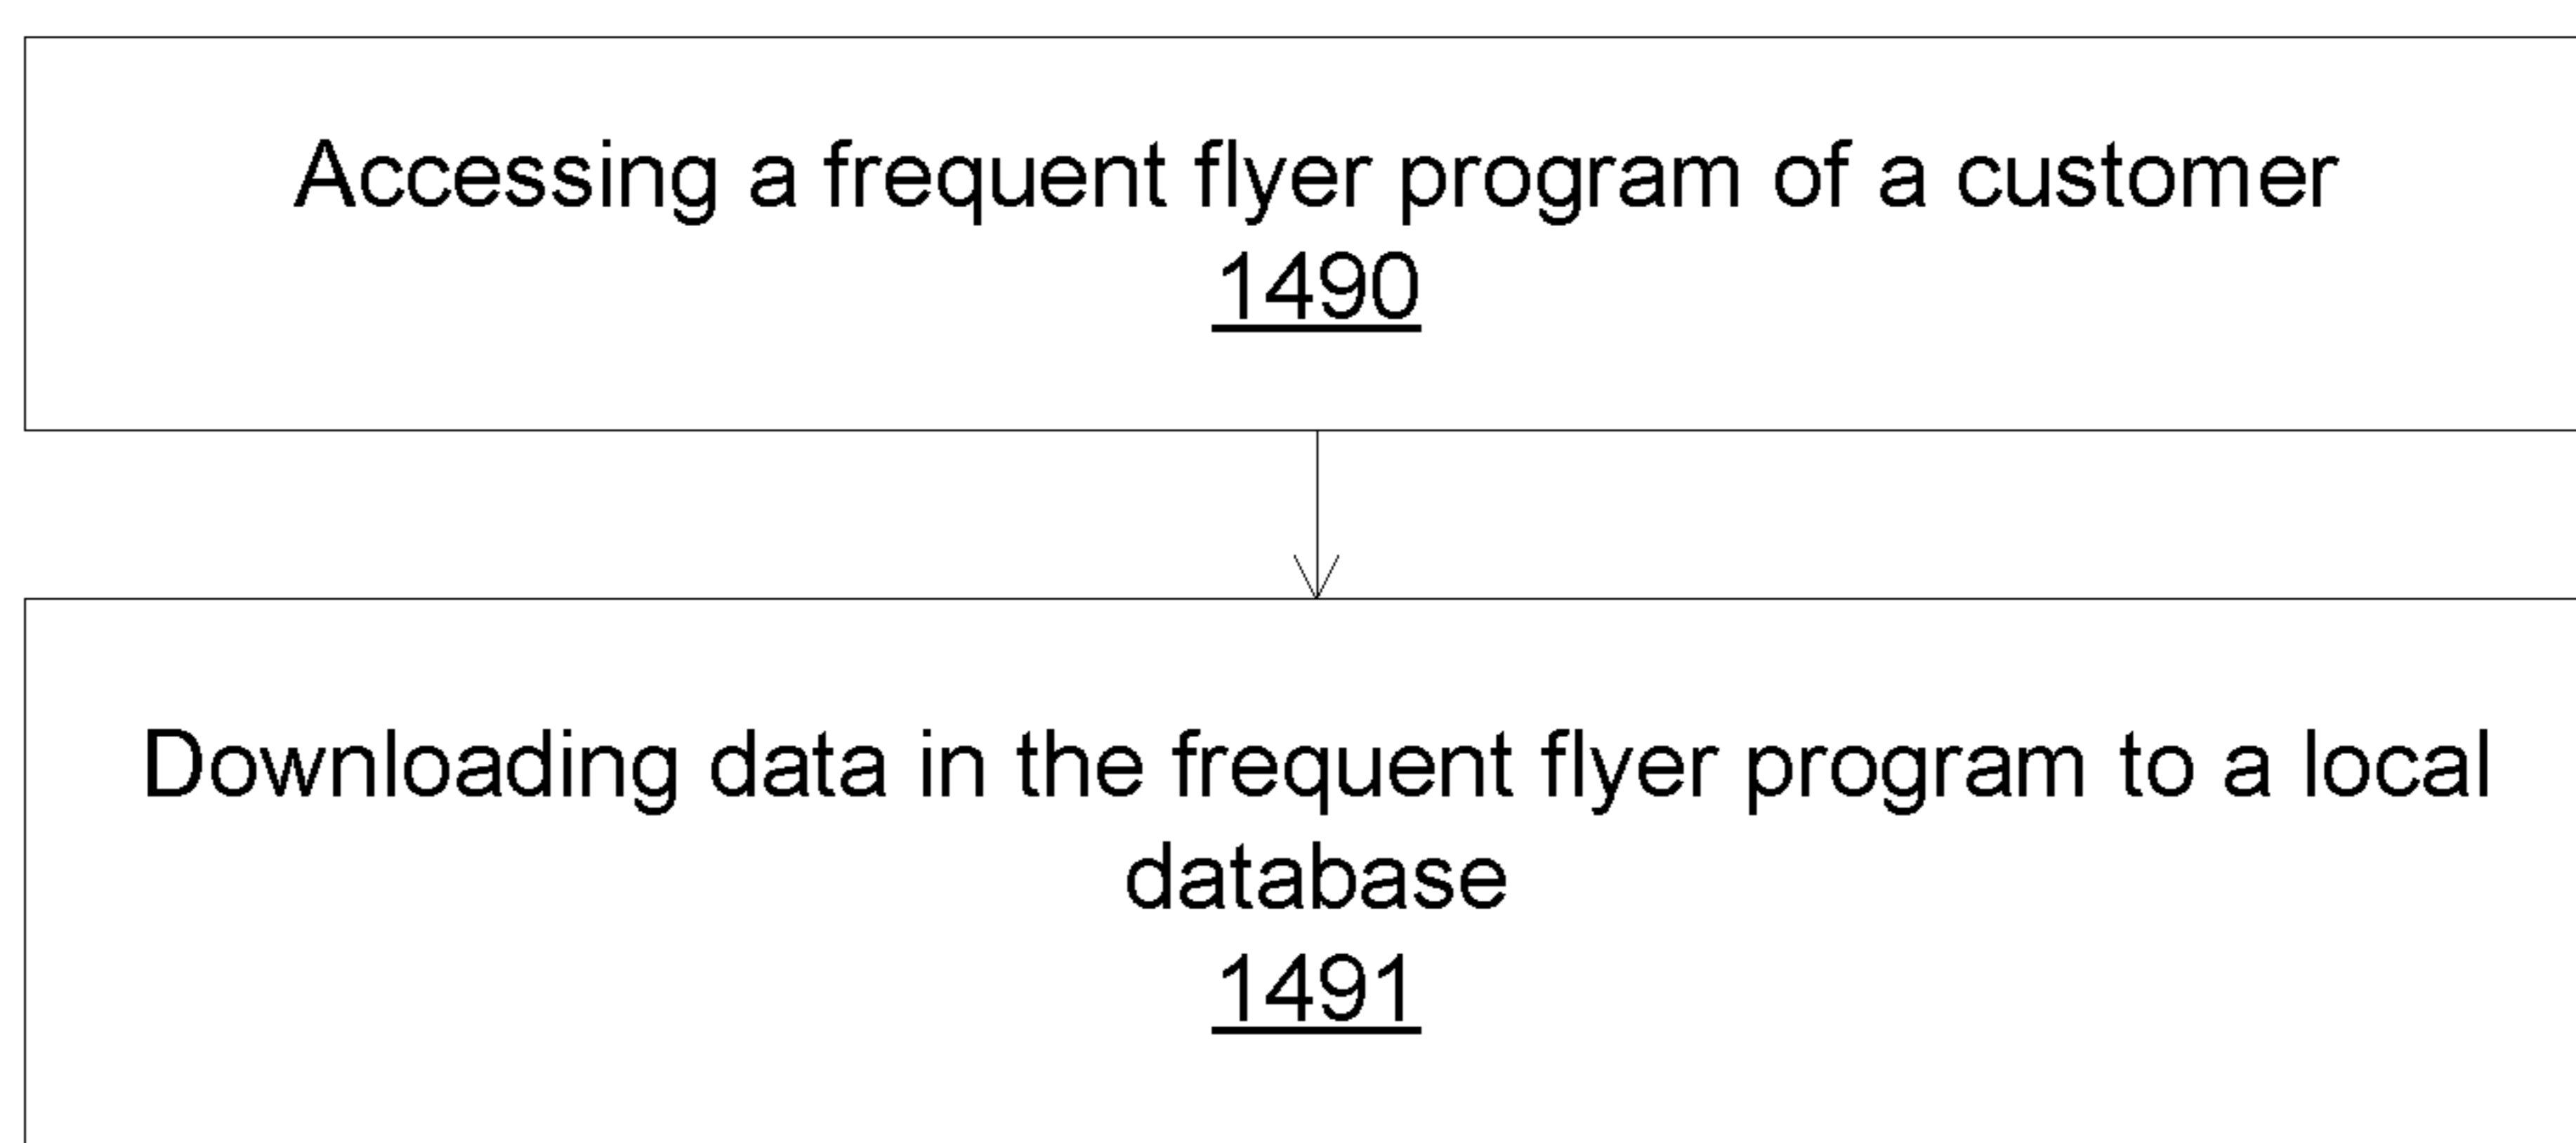 Accessing a frequent flyer program of a customer
1490
Downloading data in the frequent flyer program to a local
database
1491